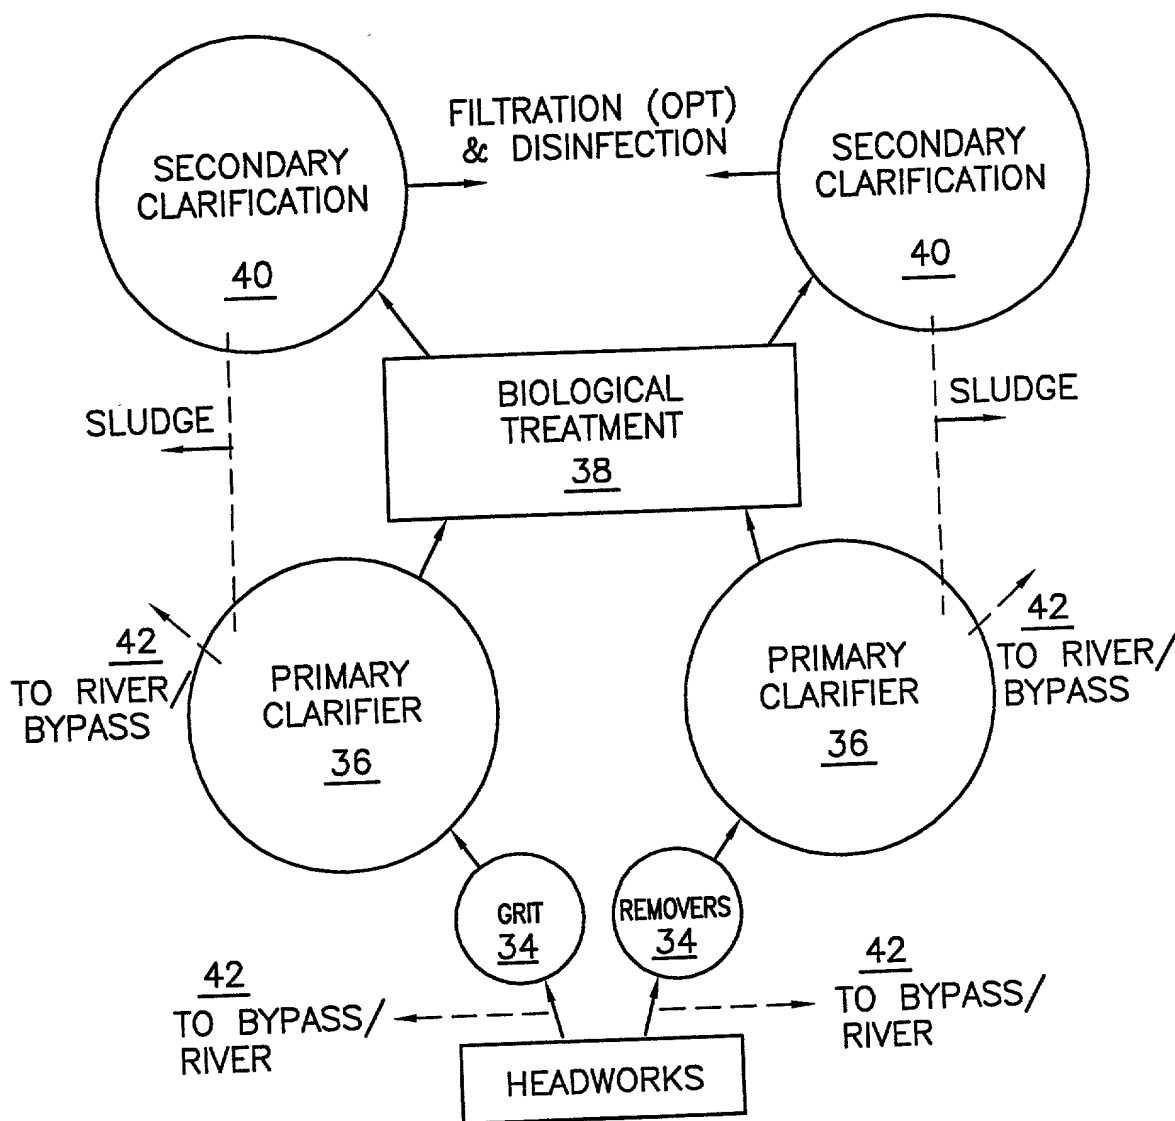 FILTRATION (OPT)
& DISINFECTION
SECONDARY
CLARIFICATION
40
SECONDARY
CLARIFICATION
40
BIOLOGICAL
TREATMENT
38
SLUDGE
SLUDGE
42
TO RIVER/
BYPASS
PRIMARY
CLARIFIER
36
PRIMARY
CLARIFIER
36
42
TO RIVER/
BYPASS
GRIT
34
REMOVERS
34
42
TO BYPASS/
RIVER
42
TO BYPASS/
RIVER
HEADWORKS